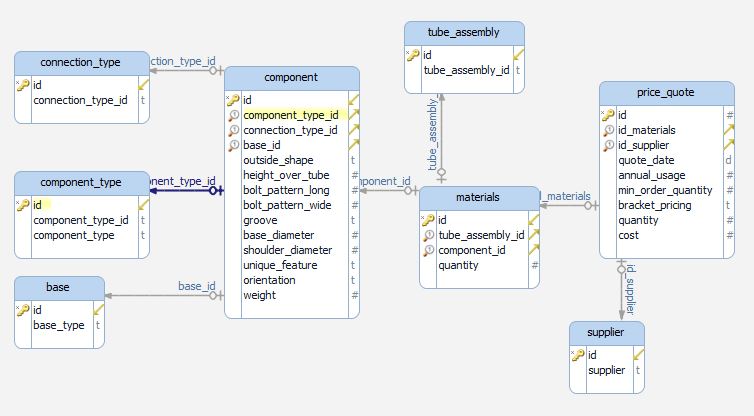 tube_assembly
id
tube_assembly_id t
connection_type
id
connection_type_id t
ction_type_id
component
id
component_type_id
connection_type_id
base_id
outside_shape t
height_over_tube #
bolt_pattern_long #
bolt_pattern_wide #
groove t
base_diameter #
shoulder_diameter #
unique_feature t
orientation t
weight #
component_type
id
component_type_id t
component_type t
onent_type_id
base
id
base_type t
base_id
ponent_id
tube_assembly_
materials
id
tube_assembly_id
component_id
quantity #
l_materials
price_quote
id #
id_materials
id_supplier
quote_date d
annual_usage #
min_order_quantity #
bracket_pricing t
quantity #
cost #
id_supplier
supplier
id
supplier t